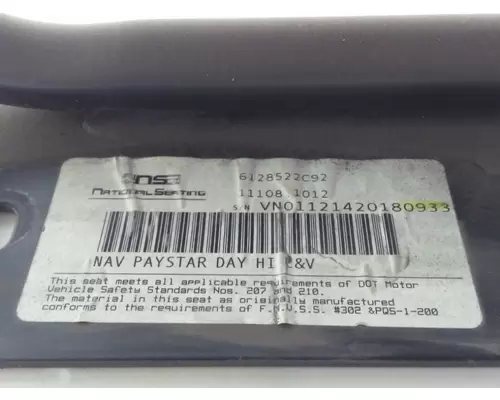 NS
NATIONAL SEATING
6128522C92
11108 1012
S/N VN01121420180933
NAV PAYSTAR DAY HI &V
This seat meets all applicable requirements of DOT Motor
Vehicle Safety Standards Nos. 207 and 210.
The material in this seat as originally manufactured
conforms to the requirements of F.M.V.S.S. #302 &PQS-1-200